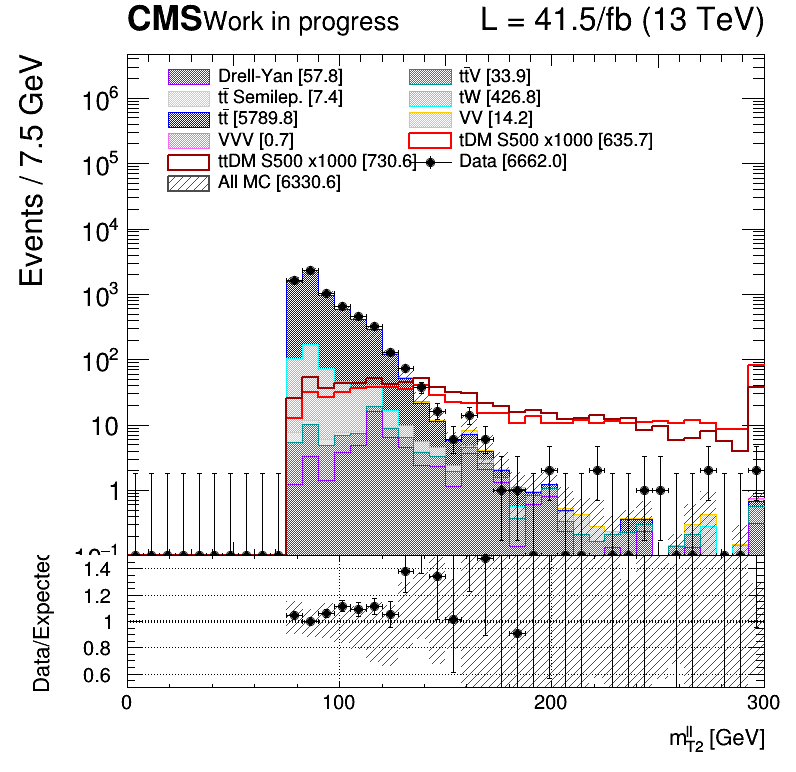 CMS Work in progress L = 41.5/fb (13 TeV)
Events / 7.5 GeV
Drell-Yan [57.8] tt̄V [33.9]
tt̄ Semilep. [7.4] tW [426.8]
tt̄ [5789.8] VV [14.2]
VVV [0.7] tDM S500 x1000 [635.7]
ttDM S500 x1000 [730.6] Data [6662.0]
All MC [6330.6]
10⁶
10⁵
10⁴
10³
10²
10
1
10⁻¹
Data/Expected
1.4
1.2
1
0.8
0.6
0 100 200 300
m_T2^ll [GeV]